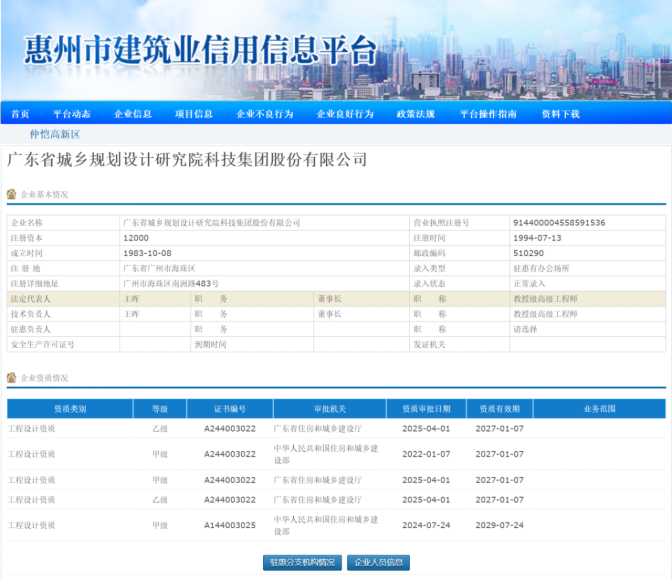 惠州市建筑业信用信息平台
首页 平台动态 企业信息 项目信息 企业不良行为 企业良好行为 政策法规 平台操作指南 资料下载
仲恺高新区
广东省城乡规划设计研究院科技集团股份有限公司
企业基本情况
企业名称 广东省城乡规划设计研究院科技集团股份有限公司 营业执照注册号 914400004558591536
注册资本 12000 注册时间 1994-07-13
成立时间 1983-10-08 邮政编码 510290
注 册 地 广东省广州市海珠区 录入类型 驻惠有办公场所
注册详细地址 广州市海珠区南洲路483号 录入状态 正常录入
法定代表人 王晖 职 务 董事长 职 称 教授级高级工程师
技术负责人 王晖 职 务 董事长 职 称 教授级高级工程师
驻惠负责人 职 务 职 称 请选择
安全生产许可证号 到期时间 发证机关
企业资质情况
资质类别 等级 证书编号 审批机关 资质审批日期 资质有效期 业务范围
工程设计资质 乙级 A244003022 广东省住房和城乡建设厅 2025-04-01 2027-01-07
工程设计资质 甲级 A244003022 中华人民共和国住房和城乡建
设部 2022-01-07 2027-01-07
工程设计资质 甲级 A244003022 广东省住房和城乡建设厅 2025-04-01 2027-01-07
工程设计资质 乙级 A244003022 广东省住房和城乡建设厅 2025-04-01 2027-01-07
工程设计资质 甲级 A144003025 中华人民共和国住房和城乡建
设部 2024-07-24 2029-07-24
驻惠分支机构情况 企业人员信息